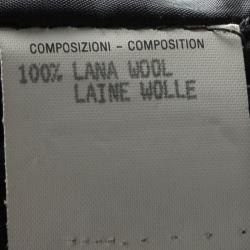 COMPOSIZIONI - COMPOSITION
100% LANA WOOL
LAINE WOLLE